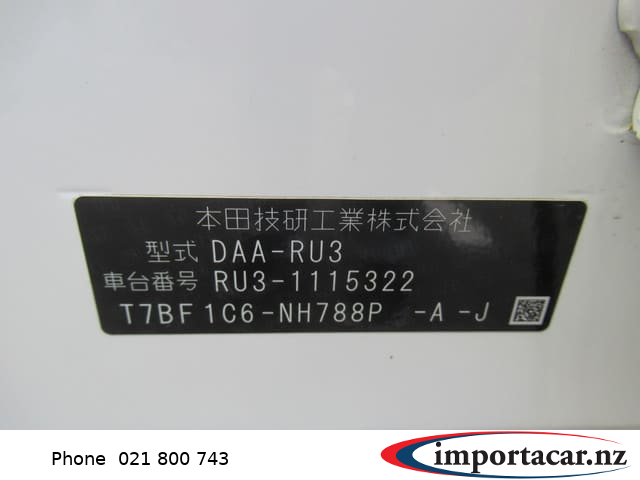 本田技研工業株式会社
型式 DAA-RU3
車台番号 RU3-1115322
T7BF1C6-NH788P -A-J
Phone 021 800 743
importacar.nz